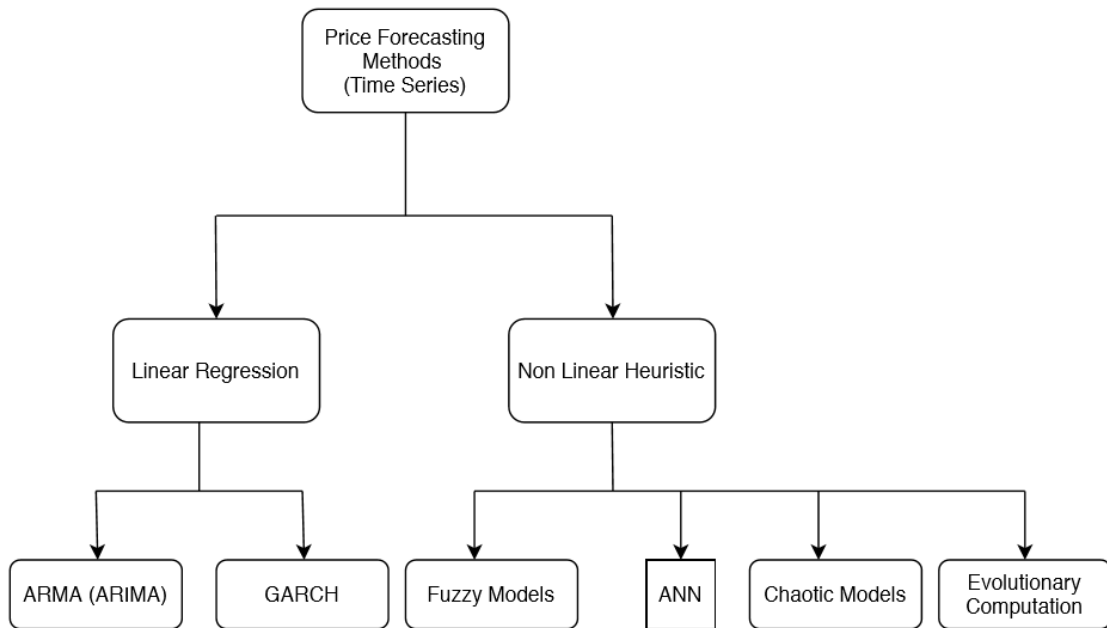 Price Forecasting
Methods
(Time Series)
Linear Regression
Non Linear Heuristic
ARMA (ARIMA)
GARCH
Fuzzy Models
ANN
Chaotic Models
Evolutionary
Computation